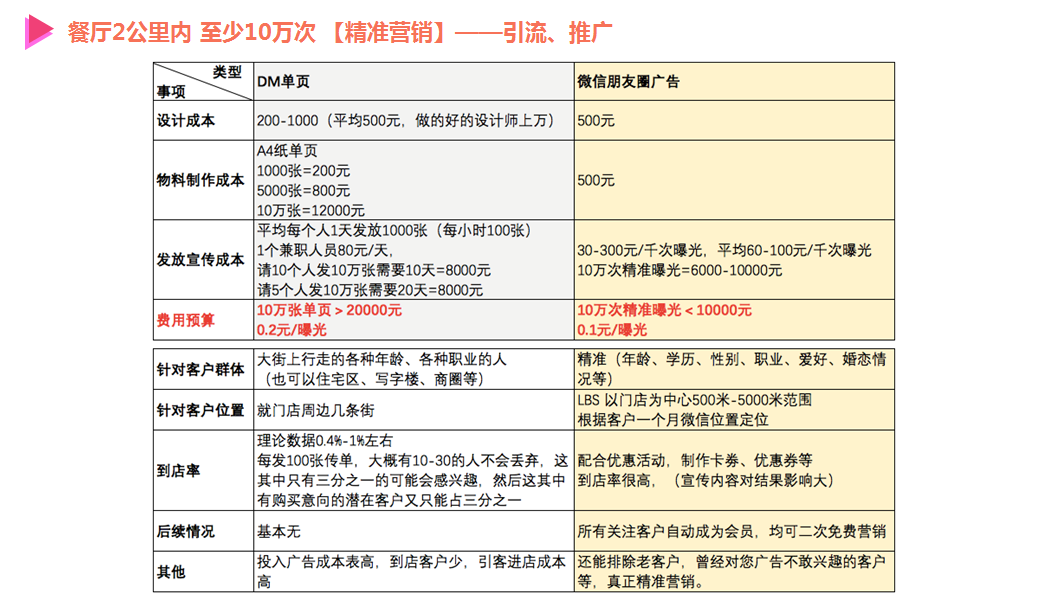 餐厅2公里内 至少10万次 【精准营销】——引流、推广
类型
事项
DM单页
微信朋友圈广告
设计成本
200-1000（平均500元，做的好的设计师上万）
500元
物料制作成本
A4纸单页
1000张=200元
5000张=800元
10万张=12000元
500元
发放宣传成本
平均每个人1天发放1000张（每小时100张）
1个兼职人员80元/天，
请10个人发10万张需要10天=8000元
请5个人发10万张需要20天=8000元
30-300元/千次曝光，平均60-100元/千次曝光
10万次精准曝光=6000-10000元
费用预算
10万张单页＞20000元
0.2元/曝光
10万次精准曝光＜10000元
0.1元/曝光
针对客户群体
大街上行走的各种年龄、各种职业的人
（也可以住宅区、写字楼、商圈等）
精准（年龄、学历、性别、职业、爱好、婚恋情
况等）
针对客户位置
就门店周边几条街
LBS 以门店为中心500米-5000米范围
根据客户一个月微信位置定位
到店率
理论数据0.4%-1%左右
每发100张传单，大概有10-30的人不会丢弃，这
其中只有三分之一的可能会感兴趣，然后这其中
有购买意向的潜在客户又只能占三分之一
配合优惠活动，制作卡券、优惠券等
到店率很高，（宣传内容对结果影响大）
后续情况
基本无
所有关注客户自动成为会员，均可二次免费营销
其他
投入广告成本表高，到店客户少，引客进店成本
高
还能排除老客户，曾经对您广告不敢兴趣的客户
等，真正精准营销。